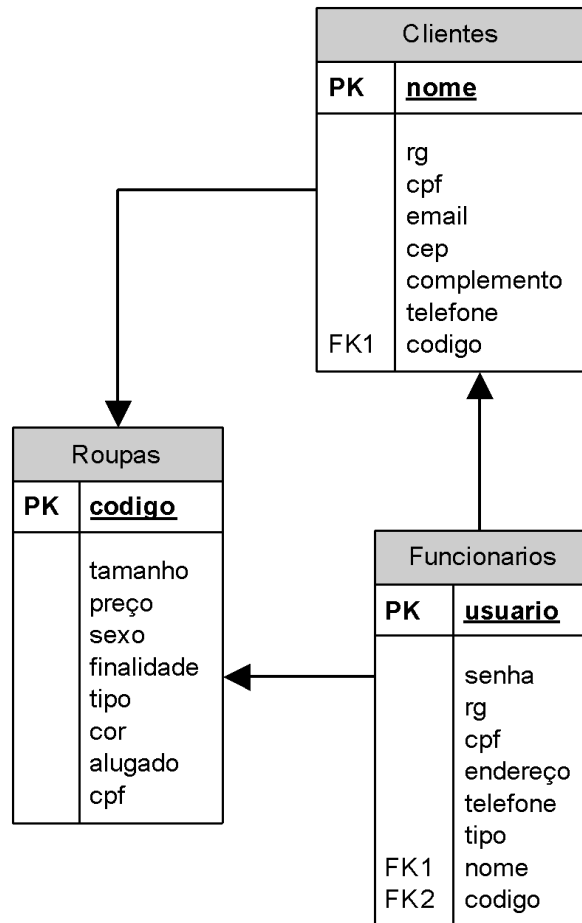 Clientes
PK nome
rg
cpf
email
cep
complemento
telefone
FK1 codigo
Roupas
PK codigo
tamanho
preço
sexo
finalidade
tipo
cor
alugado
cpf
Funcionarios
PK usuario
senha
rg
cpf
endereço
telefone
tipo
FK1 nome
FK2 codigo